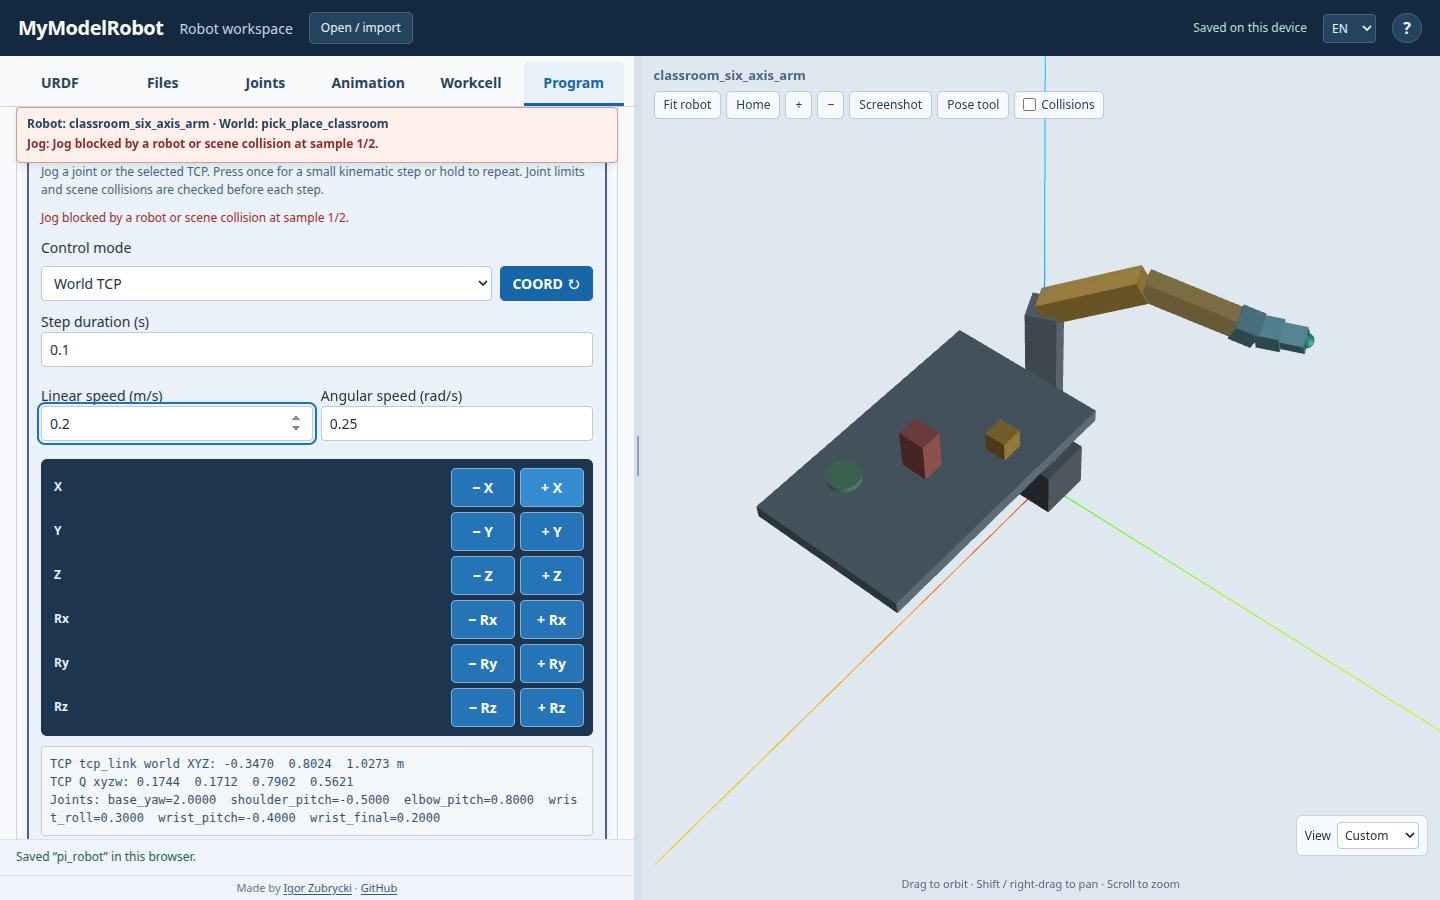 MyModelRobot
Robot workspace
Open / import
Saved on this device
EN
?
URDF
Files
Joints
Animation
Workcell
Program
Robot: classroom_six_axis_arm · World: pick_place_classroom
Jog: Jog blocked by a robot or scene collision at sample 1/2.
Jog a joint or the selected TCP. Press once for a small kinematic step or hold to repeat. Joint limits
and scene collisions are checked before each step.
Jog blocked by a robot or scene collision at sample 1/2.
Control mode
World TCP
COORD ↻
Step duration (s)
0.1
Linear speed (m/s)
Angular speed (rad/s)
0.2
0.25
X
− X
+ X
Y
− Y
+ Y
Z
− Z
+ Z
Rx
− Rx
+ Rx
Ry
− Ry
+ Ry
Rz
− Rz
+ Rz
TCP tcp_link world XYZ: -0.3470 0.8024 1.0273 m
TCP Q xyzw: 0.1744 0.1712 0.7902 0.5621
Joints: base_yaw=2.0000 shoulder_pitch=-0.5000 elbow_pitch=0.8000 wris
t_roll=0.3000 wrist_pitch=-0.4000 wrist_final=0.2000
Saved “pi_robot” in this browser.
Made by Igor Zubrycki · GitHub
classroom_six_axis_arm
Fit robot
Home
+
−
Screenshot
Pose tool
Collisions
View
Custom
Drag to orbit · Shift / right-drag to pan · Scroll to zoom